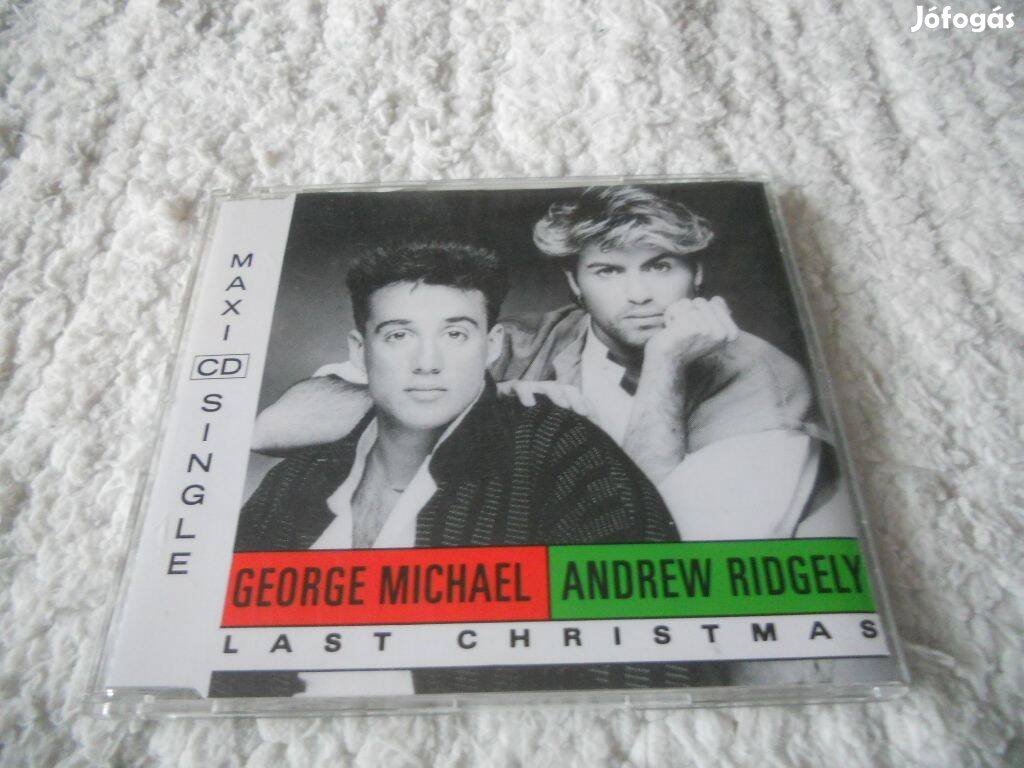 Jófogás
MAXI CD SINGLE
GEORGE MICHAEL ANDREW RIDGELY
LAST CHRISTMAS